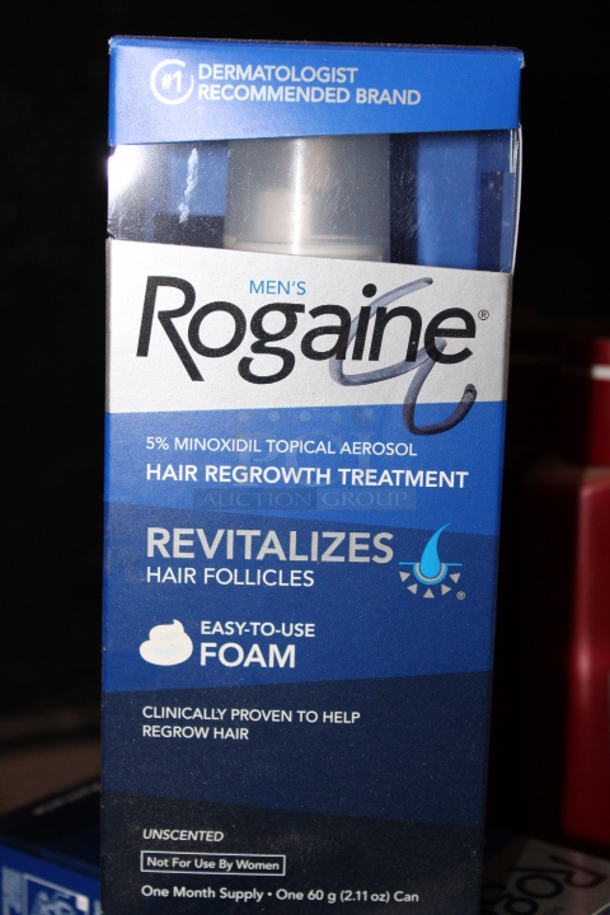 #1 DERMATOLOGIST
RECOMMENDED BRAND
MEN'S
Rogaine®
5% MINOXIDIL TOPICAL AEROSOL
HAIR REGROWTH TREATMENT
AUCTION GROUP
REVITALIZES
HAIR FOLLICLES
®
EASY-TO-USE
FOAM
CLINICALLY PROVEN TO HELP
REGROW HAIR
UNSCENTED
Not For Use By Women
One Month Supply • One 60 g (2.11 oz) Can
Rogaine